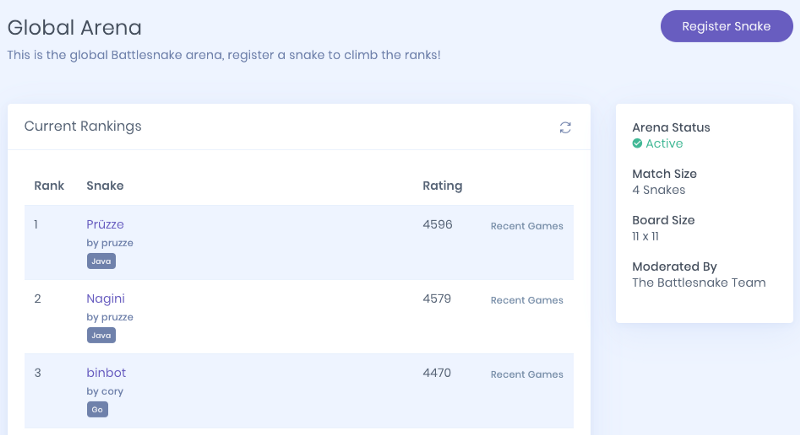 Global Arena
Register Snake
This is the global Battlesnake arena, register a snake to climb the ranks!
Current Rankings
Rank Snake Rating
1 Prüzze 4596 Recent Games
by pruzze
Java
2 Nagini 4579 Recent Games
by pruzze
Java
3 binbot 4470 Recent Games
by cory
Go
Arena Status
Active
Match Size
4 Snakes
Board Size
11 x 11
Moderated By
The Battlesnake Team